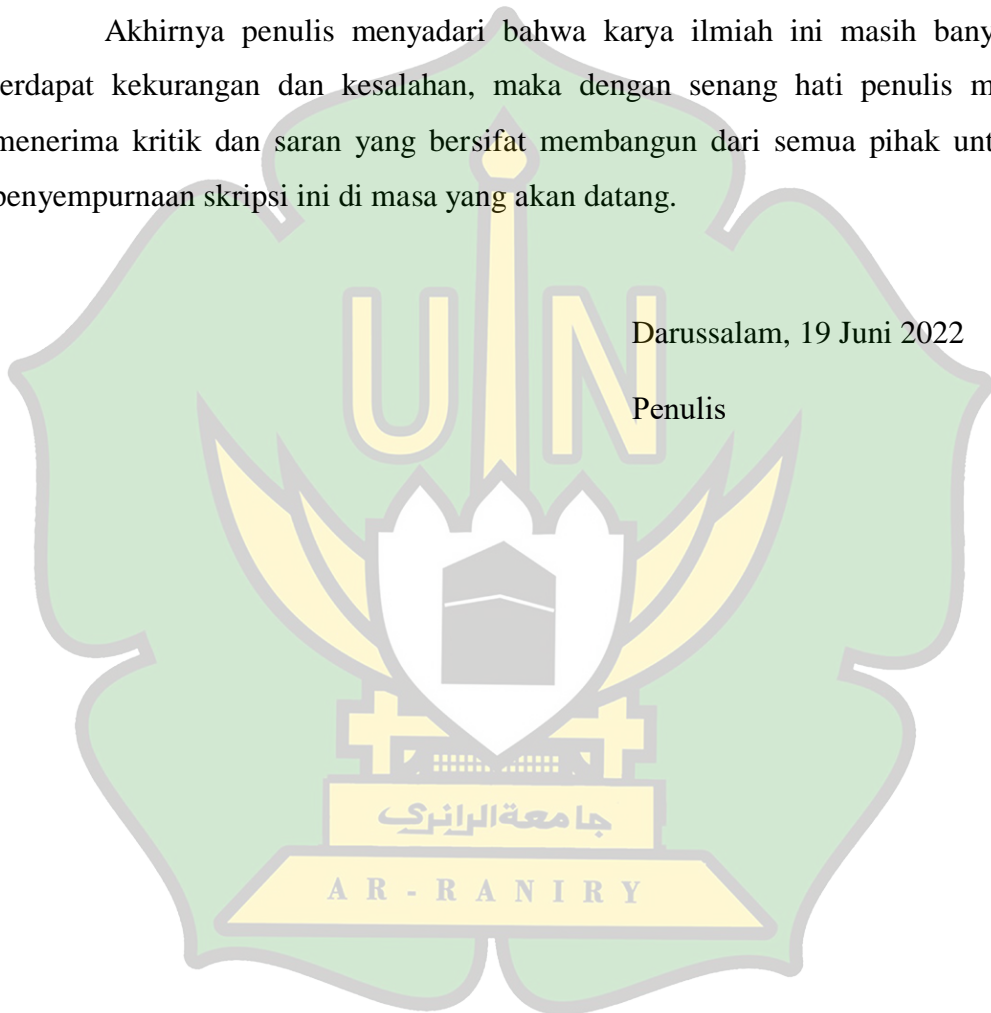 Akhirnya penulis menyadari bahwa karya ilmiah ini masih bany
erdapat kekurangan dan kesalahan, maka dengan senang hati penulis m
menerima kritik dan saran yang bersifat membangun dari semua pihak unt
penyempurnaan skripsi ini di masa yang akan datang.
Darussalam, 19 Juni 2022
Penulis
U N
جامعةالرانري
AR-RANIRY